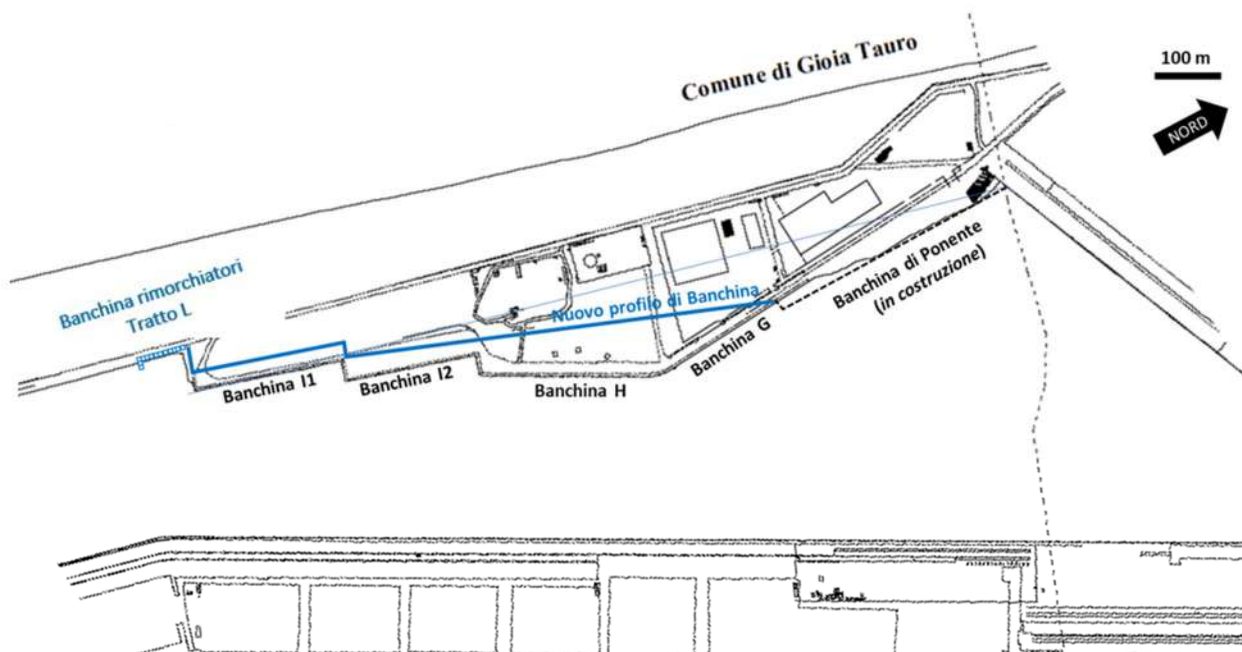 Comune di Gioia Tauro
100 m
NORD
Banchina rimorchiatori
Tratto L
Nuovo profilo di Banchina
Banchina di Ponente
(in costruzione)
Banchina G
Banchina I1
Banchina I2
Banchina H